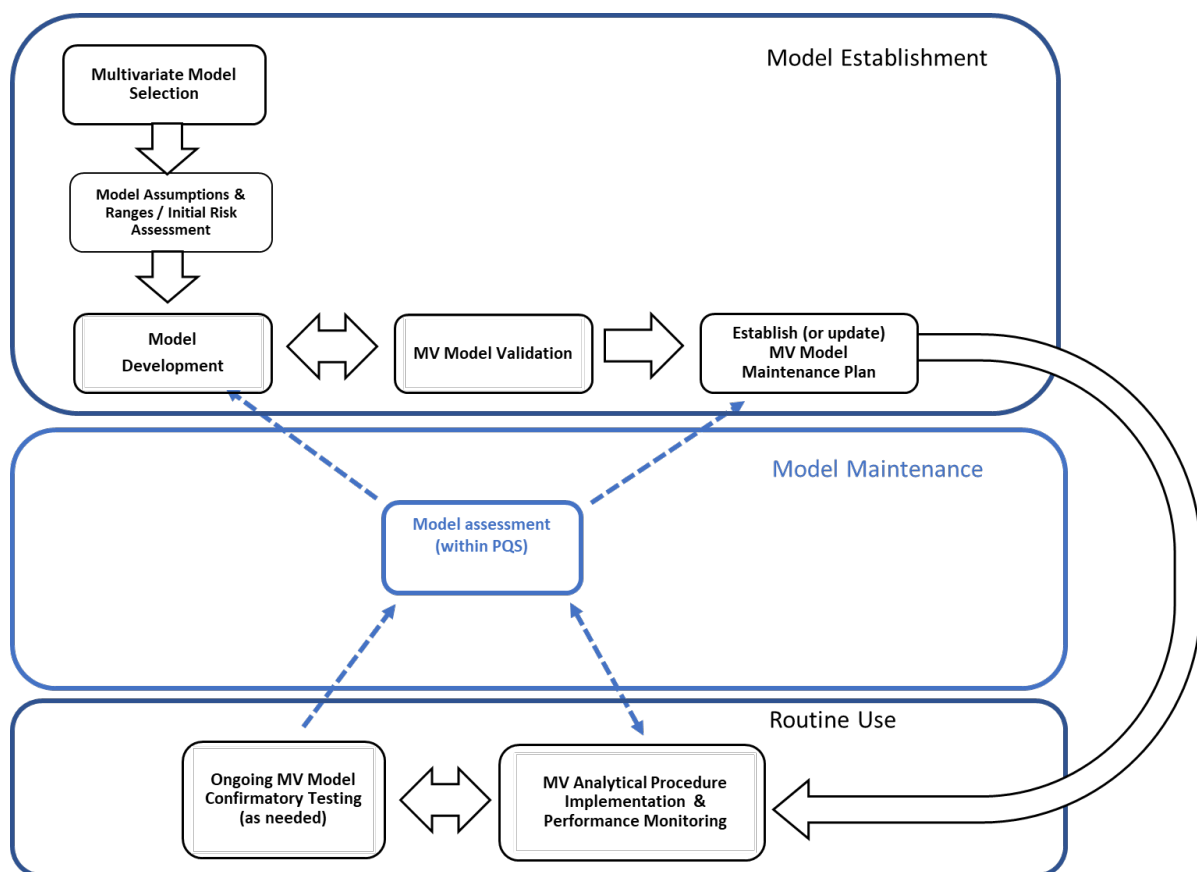 Model Establishment
Multivariate Model
Selection
Model Assumptions &
Ranges / Initial Risk
Assessment
Model
Development
MV Model Validation
Establish (or update)
MV Model
Maintenance Plan
Model Maintenance
Model assessment
(within PQS)
Routine Use
Ongoing MV Model
Confirmatory Testing
(as needed)
MV Analytical Procedure
Implementation &
Performance Monitoring